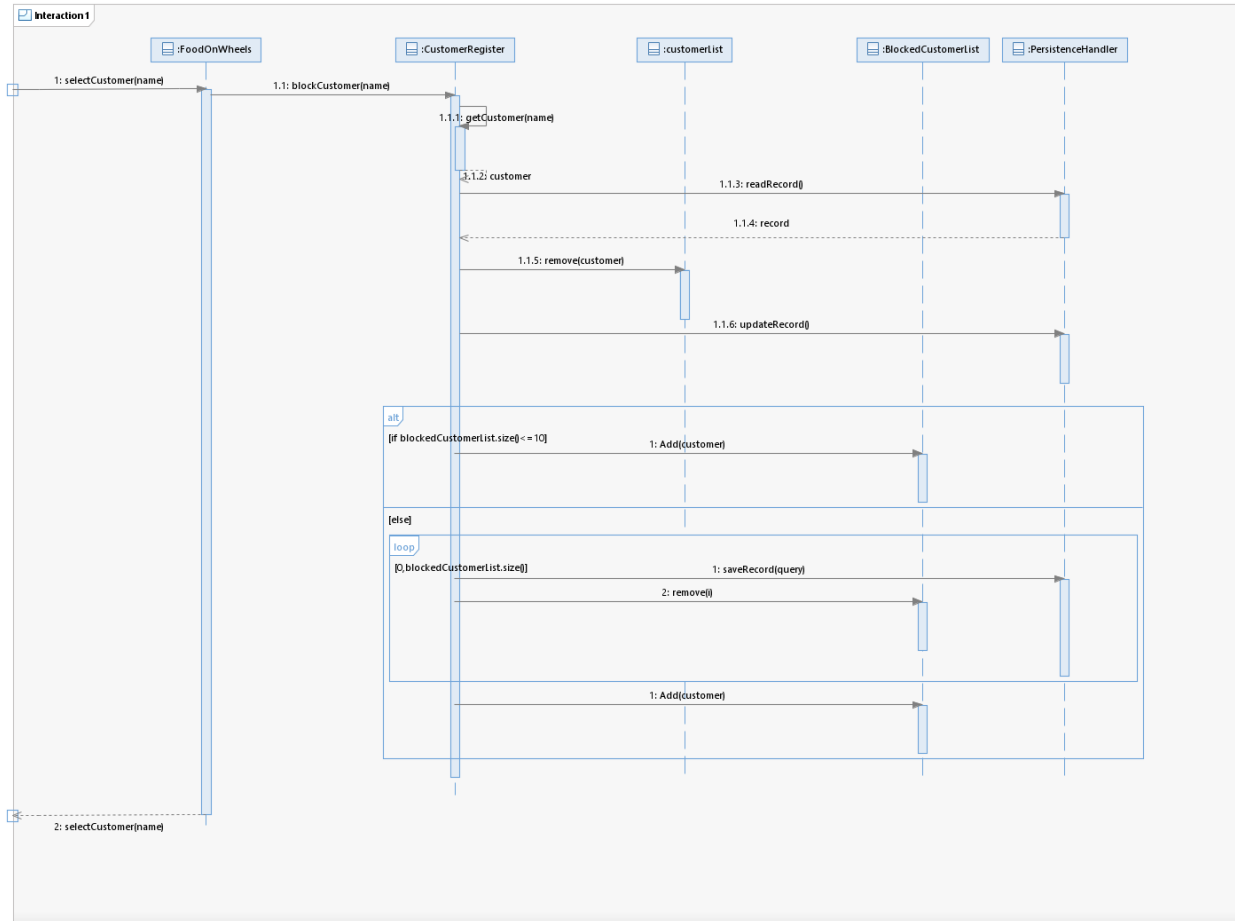 Interaction1
:FoodOnWheels
:CustomerRegister
:customerList
:BlockedCustomerList
:PersistenceHandler
1: selectCustomer(name)
1.1: blockCustomer(name)
1.1.1: getCustomer(name)
1.1.2: customer
1.1.3: readRecord()
1.1.4: record
1.1.5: remove(customer)
1.1.6: updateRecord()
alt
[if blockedCustomerList.size()<=10]
1: Add(customer)
[else]
loop
[0,blockedCustomerList.size()]
1: saveRecord(query)
2: remove(i)
1: Add(customer)
2: selectCustomer(name)